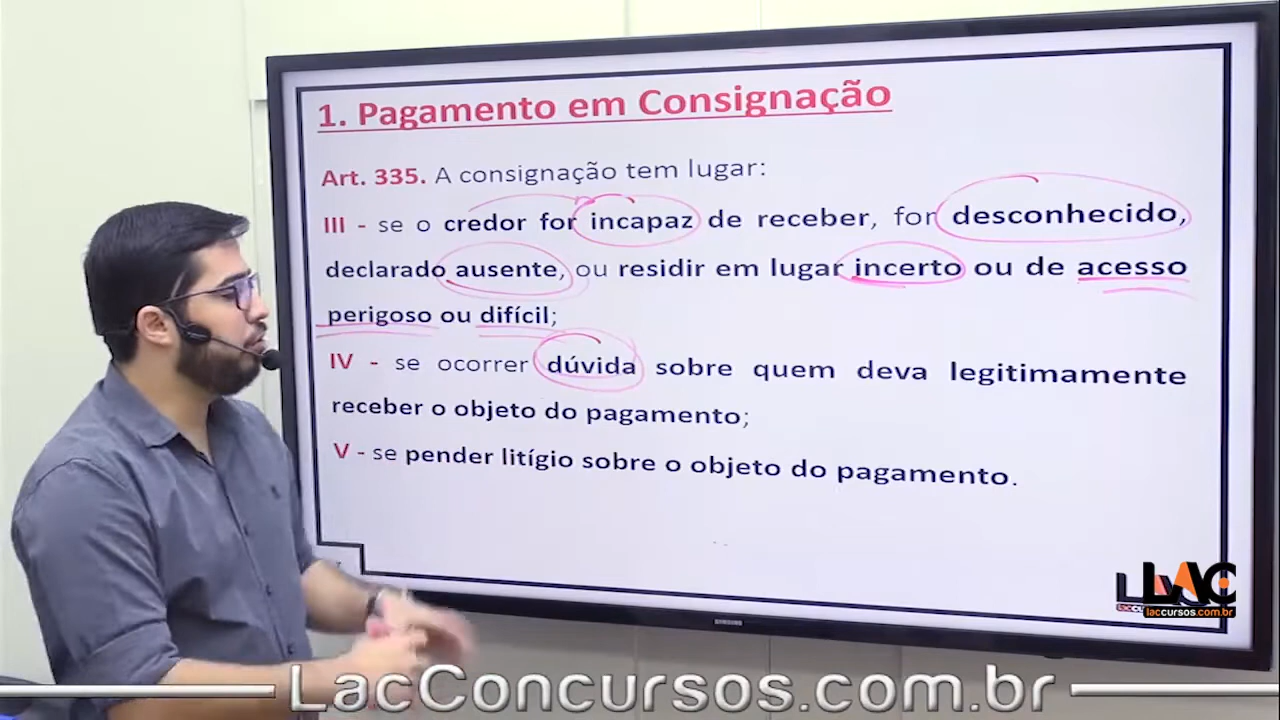 1. Pagamento em Consignação
Art. 335. A consignação tem lugar:
III - se o credor for incapaz de receber, for desconhecido,
declarado ausente, ou residir em lugar incerto ou de acesso
perigoso ou difícil;
IV - se ocorrer dúvida sobre quem deva legitimamente
receber o objeto do pagamento;
V - se pender litígio sobre o objeto do pagamento.
LAC
laccursos.com.br
SAMSUNG
LacConcursos.com.br